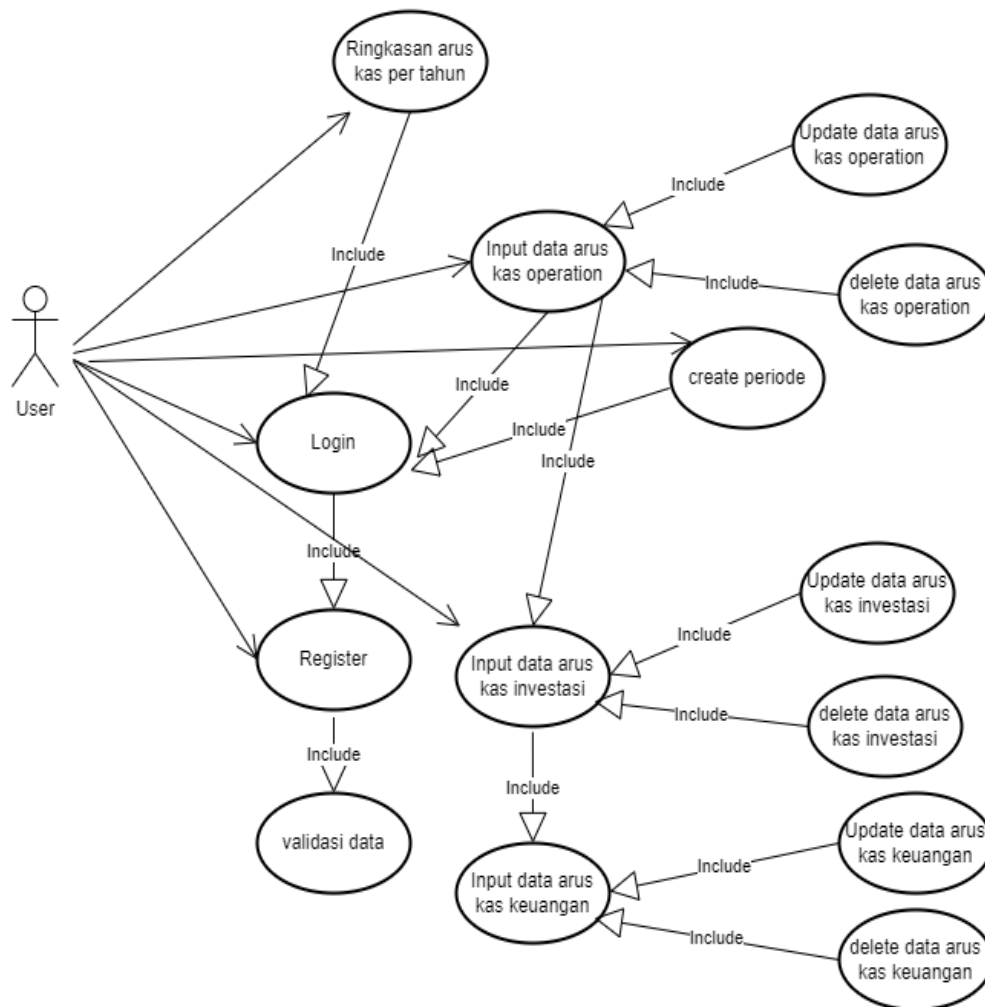 Ringkasan arus
kas per tahun
Update data arus
kas operation
Include
Input data arus
kas operation
Include
Include
delete data arus
kas operation
User
create periode
Include
Login
Include
Include
Include
Update data arus
kas investasi
Include
Register
Input data arus
kas investasi
delete data arus
kas investasi
Include
Include
Include
validasi data
Update data arus
kas keuangan
Include
Input data arus
kas keuangan
Include
delete data arus
kas keuangan